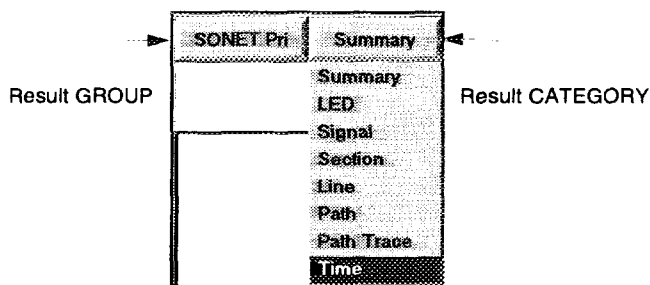 SONET Pri Summary
Result GROUP
Result CATEGORY
Summary
LED
Signal
Section
Line
Path
Path Trace
Time